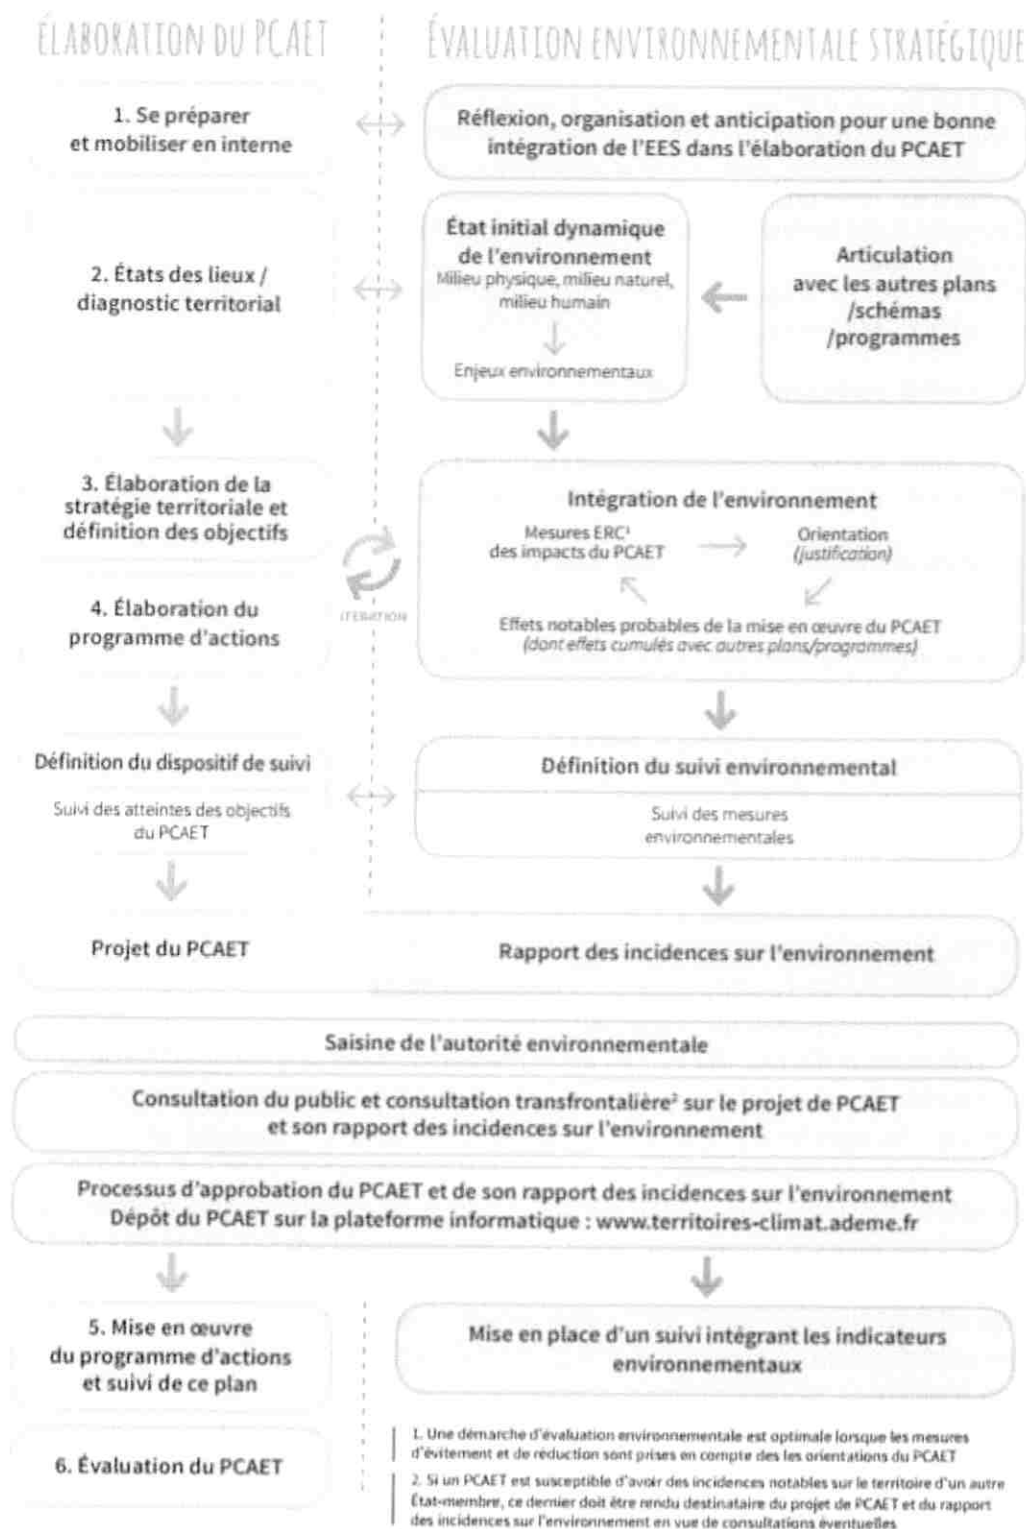 ÉLABORATION DU PCAET
ÉVALUATION ENVIRONNEMENTALE STRATÉGIQUE
1. Se préparer
et mobiliser en interne
Réflexion, organisation et anticipation pour une bonne
intégration de l'EES dans l'élaboration du PCAET
2. États des lieux /
diagnostic territorial
État initial dynamique
de l'environnement
Milieu physique, milieu naturel,
milieu humain
Enjeux environnementaux
Articulation
avec les autres plans
/schémas
/programmes
3. Élaboration de la
stratégie territoriale et
définition des objectifs
4. Élaboration du
programme d'actions
ITERATION
Intégration de l'environnement
Mesures ERC¹
des impacts du PCAET
Orientation
(justification)
Effets notables probables de la mise en œuvre du PCAET
(dont effets cumulés avec autres plans/programmes)
Définition du dispositif de suivi
Suivi des atteintes des objectifs
du PCAET
Définition du suivi environnemental
Suivi des mesures
environnementales
Projet du PCAET
Rapport des incidences sur l'environnement
Saisine de l'autorité environnementale
Consultation du public et consultation transfrontalière² sur le projet de PCAET
et son rapport des incidences sur l'environnement
Processus d'approbation du PCAET et de son rapport des incidences sur l'environnement
Dépôt du PCAET sur la plateforme informatique : www.territoires-climat.ademe.fr
5. Mise en œuvre
du programme d'actions
et suivi de ce plan
Mise en place d'un suivi intégrant les indicateurs
environnementaux
6. Évaluation du PCAET
1. Une démarche d'évaluation environnementale est optimale lorsque les mesures
d'évitement et de réduction sont prises en compte des les orientations du PCAET
2. Si un PCAET est susceptible d'avoir des incidences notables sur le territoire d'un autre
État-membre, ce dernier doit être rendu destinataire du projet de PCAET et du rapport
des incidences sur l'environnement en vue de consultations éventuelles